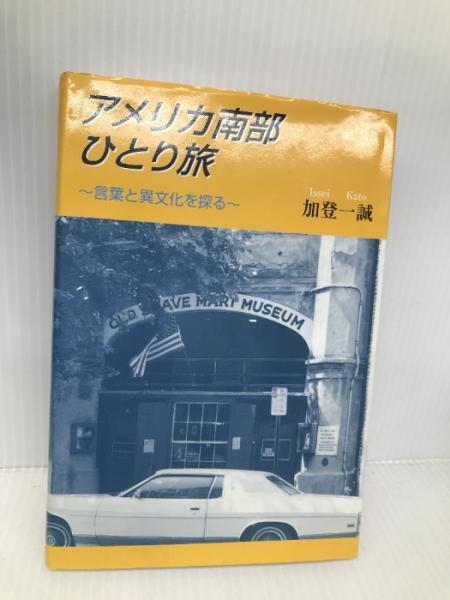 アメリカ南部
ひとり旅
～言葉と異文化を探る～
Issei Kato
加登一誠
OLD SLAVE MART MUSEUM